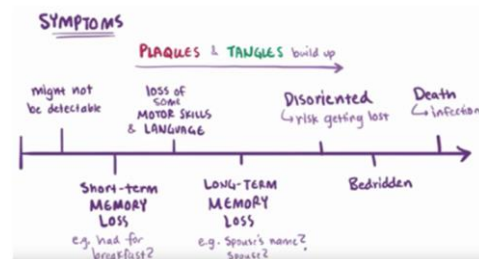 SYMPTOMS
PLAQUES & TANGLES build up
might not
be detectable
loss of
SOME
MOTOR SKILLS
& LANGUAGE
Disoriented
↳ risk getting lost
Death
↳ infection
Short-term
MEMORY
LOSS
e.g. had for
breakfast?
LONG-TERM
MEMORY
LOSS
e.g. Spouse's name?
Spouse?
Bedridden